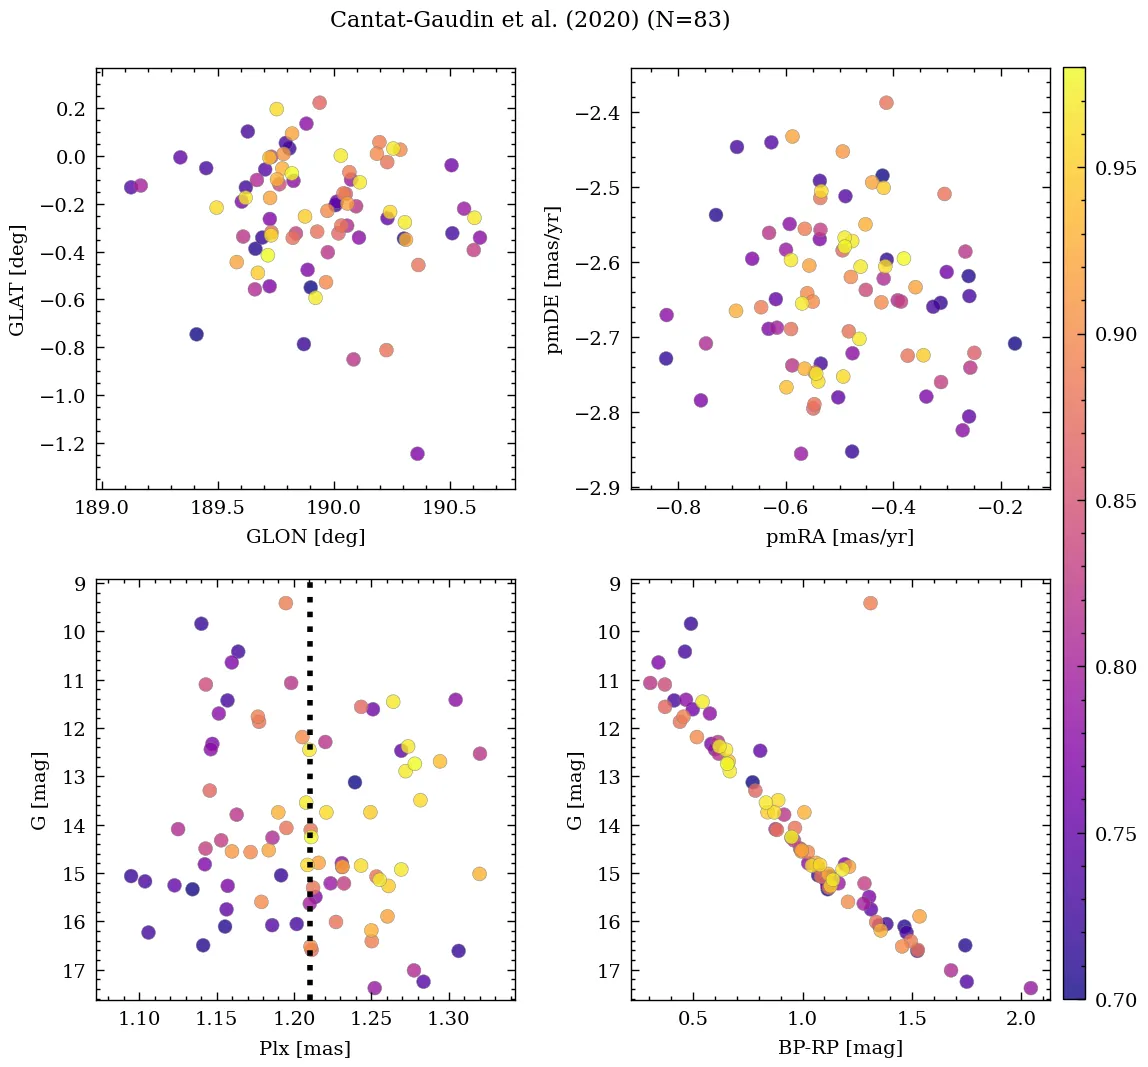 Cantat-Gaudin et al. (2020) (N=83)
0.2
0.0
−0.2
−0.4
−0.6
−0.8
−1.0
−1.2
GLAT [deg]
189.0 189.5 190.0 190.5
GLON [deg]
−2.4
−2.5
−2.6
−2.7
−2.8
−2.9
pmDE [mas/yr]
−0.8 −0.6 −0.4 −0.2
pmRA [mas/yr]
0.95
0.90
0.85
0.80
0.75
0.70
9
10
11
12
13
14
15
16
17
G [mag]
1.10 1.15 1.20 1.25 1.30
Plx [mas]
9
10
11
12
13
14
15
16
17
G [mag]
0.5 1.0 1.5 2.0
BP-RP [mag]